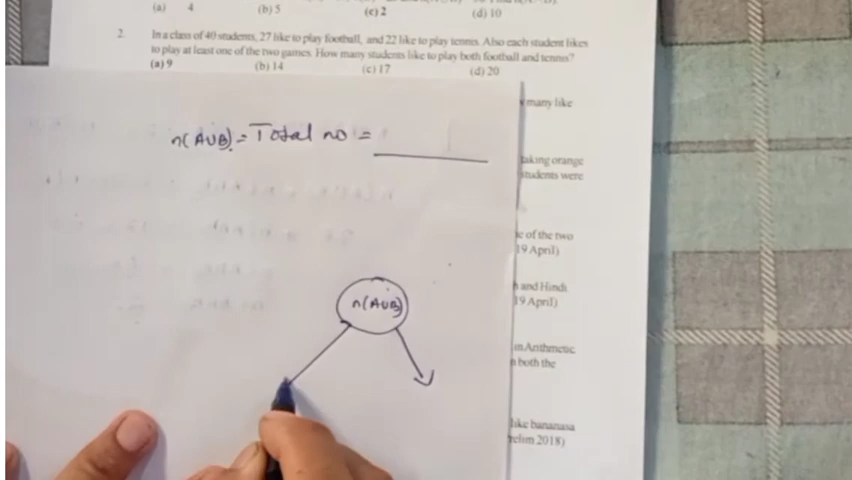 (a) 4 (b) 5 (c) 2 (d) 10
2. In a class of 40 students, 27 like to play football, and 22 like to play tennis. Also each student likes
to play at least one of the two games. How many students like to play both football and tennis?
(a) 9 (b) 14 (c) 17 (d) 20
many like
n(A∪B) = Total no =
taking orange
students were
of the two
19 April)
n(A∪B)
and Hindi
19 April)
in Arithmetic
both the
like bananasa
relim 2018)